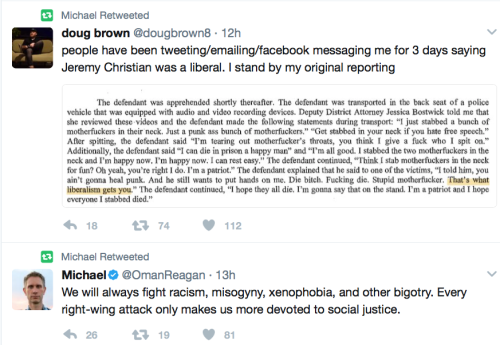 Michael Retweeted
doug brown @dougbrown8 · 12h
people have been tweeting/emailing/facebook messaging me for 3 days saying
Jeremy Christian was a liberal. I stand by my original reporting
The defendant was apprehended shortly thereafter. The defendant was transported in the back seat of a police
vehicle that was equipped with audio and video recording devices. Deputy District Attorney Jessica Bostwick told me that
she reviewed these videos and the defendant made the following statements during transport: “I just stabbed a bunch of
motherfuckers in their neck. Just a punk ass bunch of motherfuckers.” “Get stabbed in your neck if you hate free speech.”
After spitting, the defendant said “I'm tearing out motherfucker's throats, you think I give a fuck who I spit on.”
Additionally, the defendant said “I can die in prison a happy man” and “I'm all good. I stabbed the two motherfuckers in the
neck and I'm happy now. I'm happy now. I can rest easy.” The defendant continued, “Think I stab motherfuckers in the neck
for fun? Oh yeah, you're right I do. I'm a patriot.” The defendant explained that he said to one of the victims, “I told him, you
ain't gonna heal punk. And he still wants to put hands on me. Die bitch. Fucking die. Stupid motherfucker. That's what
liberalism gets you.” The defendant continued, “I hope they all die. I'm gonna say that on the stand. I'm a patriot and I hope
everyone I stabbed died.”
18 74 112
Michael Retweeted
Michael @OmanReagan · 13h
We will always fight racism, misogyny, xenophobia, and other bigotry. Every
right-wing attack only makes us more devoted to social justice.
26 19 81